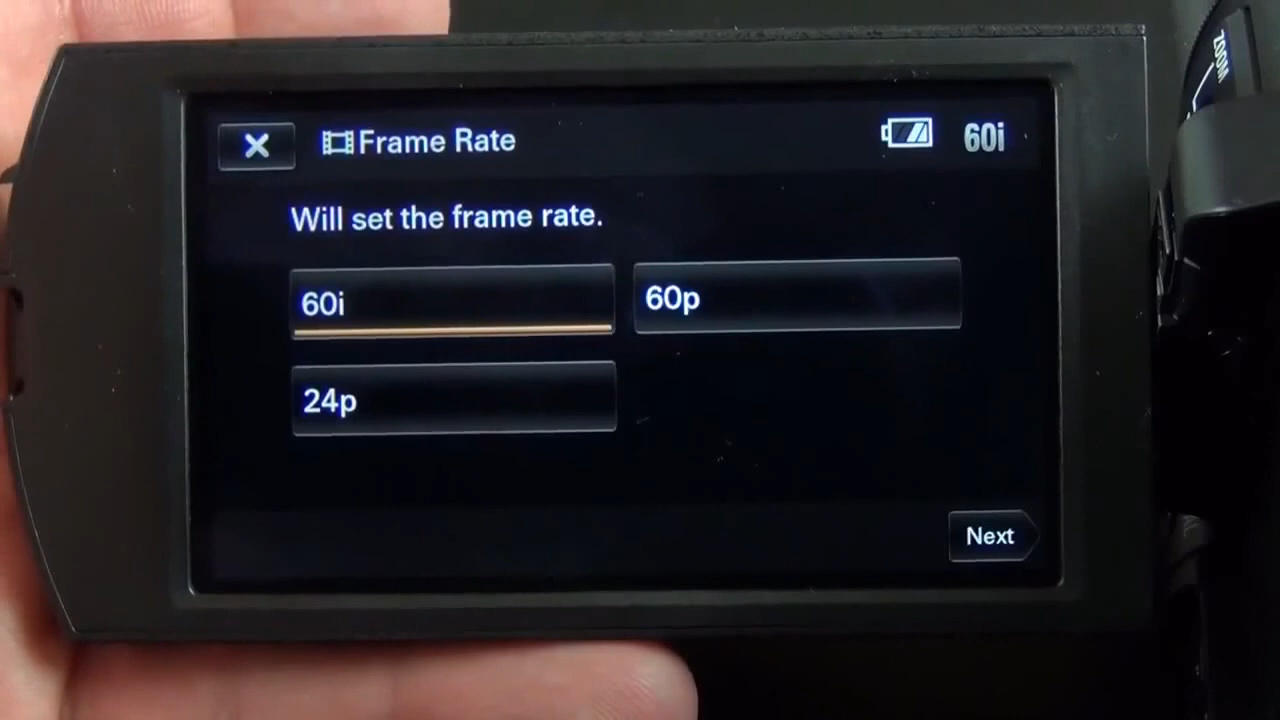 Frame Rate
60i
Will set the frame rate.
60i
60p
24p
Next
ZOOM